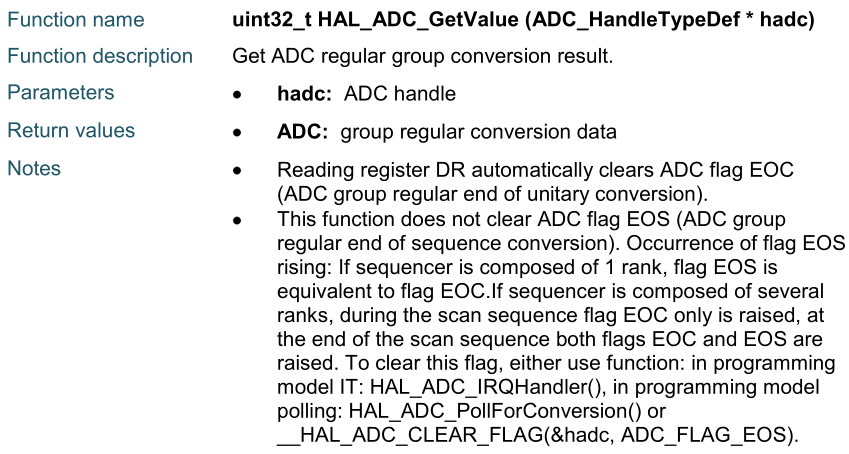 Function name uint32_t HAL_ADC_GetValue (ADC_HandleTypeDef * hadc)
Function description Get ADC regular group conversion result.
Parameters • hadc: ADC handle
Return values • ADC: group regular conversion data
Notes • Reading register DR automatically clears ADC flag EOC
(ADC group regular end of unitary conversion).
• This function does not clear ADC flag EOS (ADC group
regular end of sequence conversion). Occurrence of flag EOS
rising: If sequencer is composed of 1 rank, flag EOS is
equivalent to flag EOC.If sequencer is composed of several
ranks, during the scan sequence flag EOC only is raised, at
the end of the scan sequence both flags EOC and EOS are
raised. To clear this flag, either use function: in programming
model IT: HAL_ADC_IRQHandler(), in programming model
polling: HAL_ADC_PollForConversion() or
__HAL_ADC_CLEAR_FLAG(&hadc, ADC_FLAG_EOS).